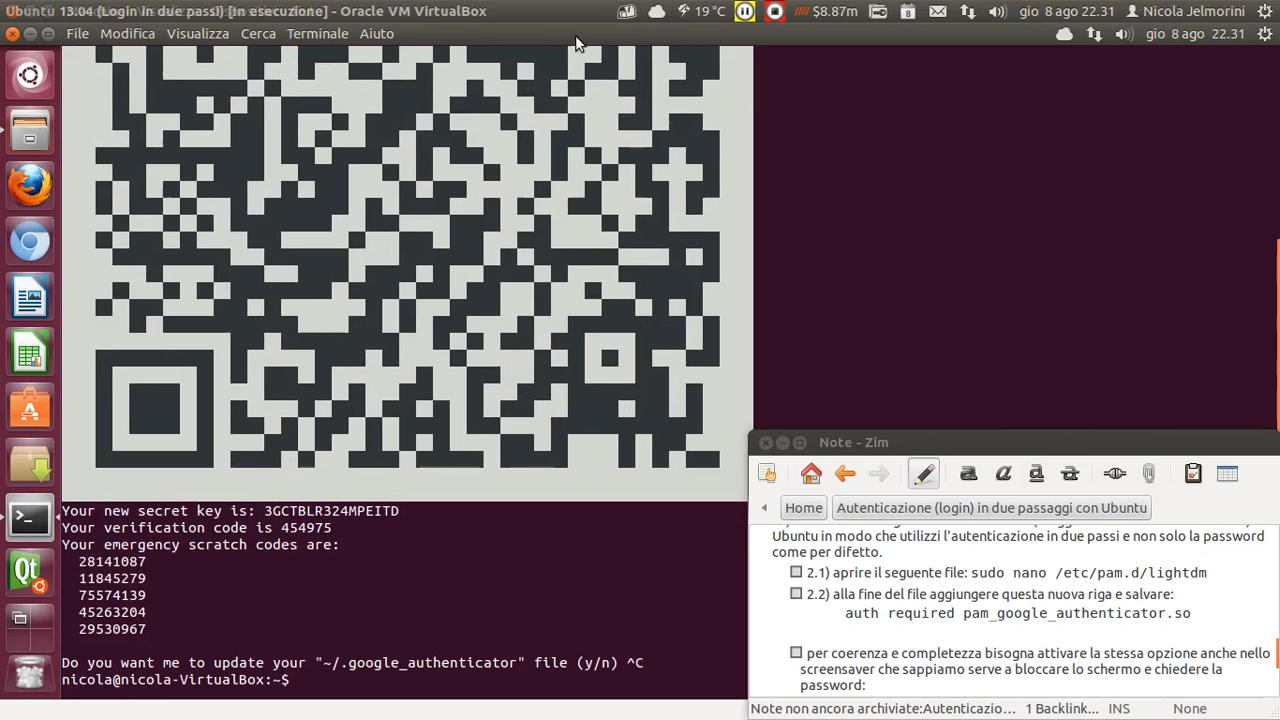 Ubuntu 13.04 (Login in due passi) [in esecuzione] - Oracle VM VirtualBox
19 °C
$8.87m
8
gio 8 ago 22.31
Nicola Jelmorini
File Modifica Visualizza Cerca Terminale Aiuto
gio 8 ago 22.31
Your new secret key is: 3GCTBLR324MPEITD
Your verification code is 454975
Your emergency scratch codes are:
28141087
11845279
75574139
45263204
29530967
Do you want me to update your "~/.google_authenticator" file (y/n) ^C
nicola@nicola-VirtualBox:~$
Note - Zim
Home
Autenticazione (login) in due passaggi con Ubuntu
Ubuntu in modo che utilizzi l'autenticazione in due passi e non solo la password
come per difetto.
2.1) aprire il seguente file: sudo nano /etc/pam.d/lightdm
2.2) alla fine del file aggiungere questa nuova riga e salvare:
auth required pam_google_authenticator.so
per coerenza e completezza bisogna attivare la stessa opzione anche nello
screensaver che sappiamo serve a bloccare lo schermo e chiedere la
password:
Note non ancora archiviate:Autenticazio... 1 Backlink... INS None